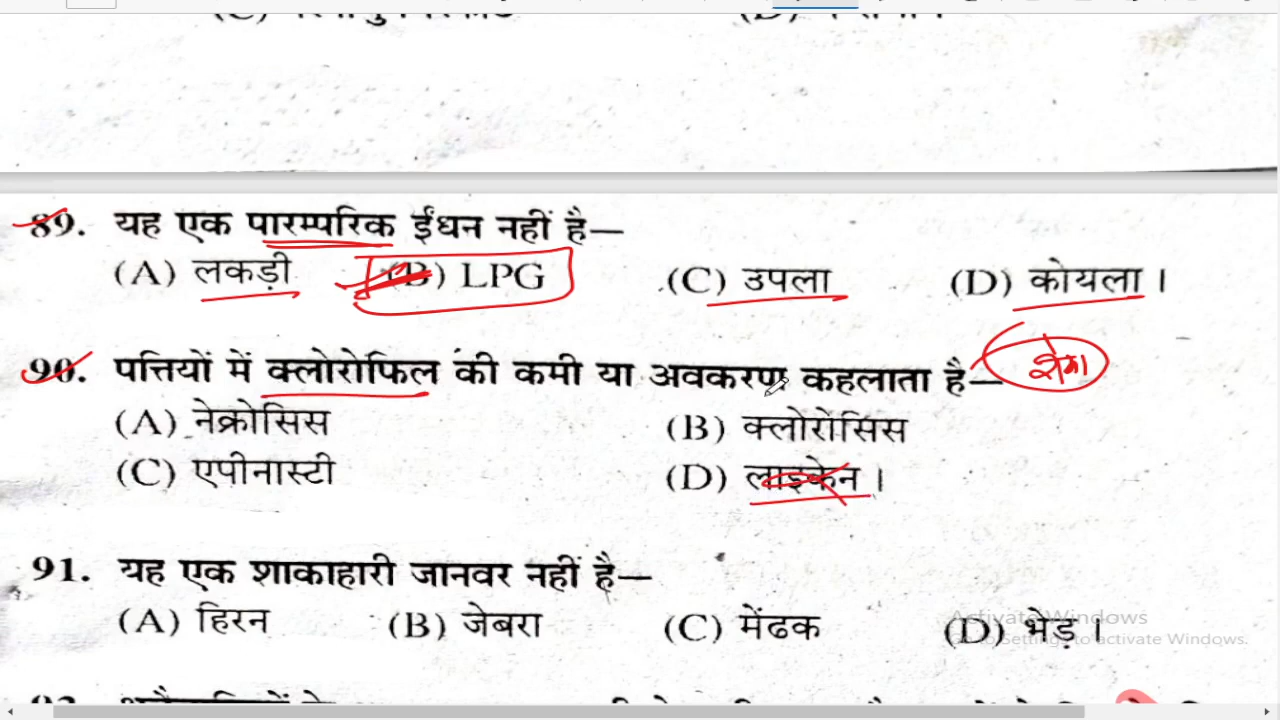 89. यह एक पारम्परिक ईंधन नहीं है—
(A) लकड़ी (B) LPG (C) उपला (D) कोयला।
90. पत्तियों में क्लोरोफिल की कमी या अवकरण कहलाता है—
(A) नेक्रोसिस (B) क्लोरोसिस
(C) एपीनास्टी (D) लाइकेन।
91. यह एक शाकाहारी जानवर नहीं है—
(A) हिरन (B) जेबरा (C) मेंढक (D) भेड़।
Activate Windows
Go to Settings to activate Windows.